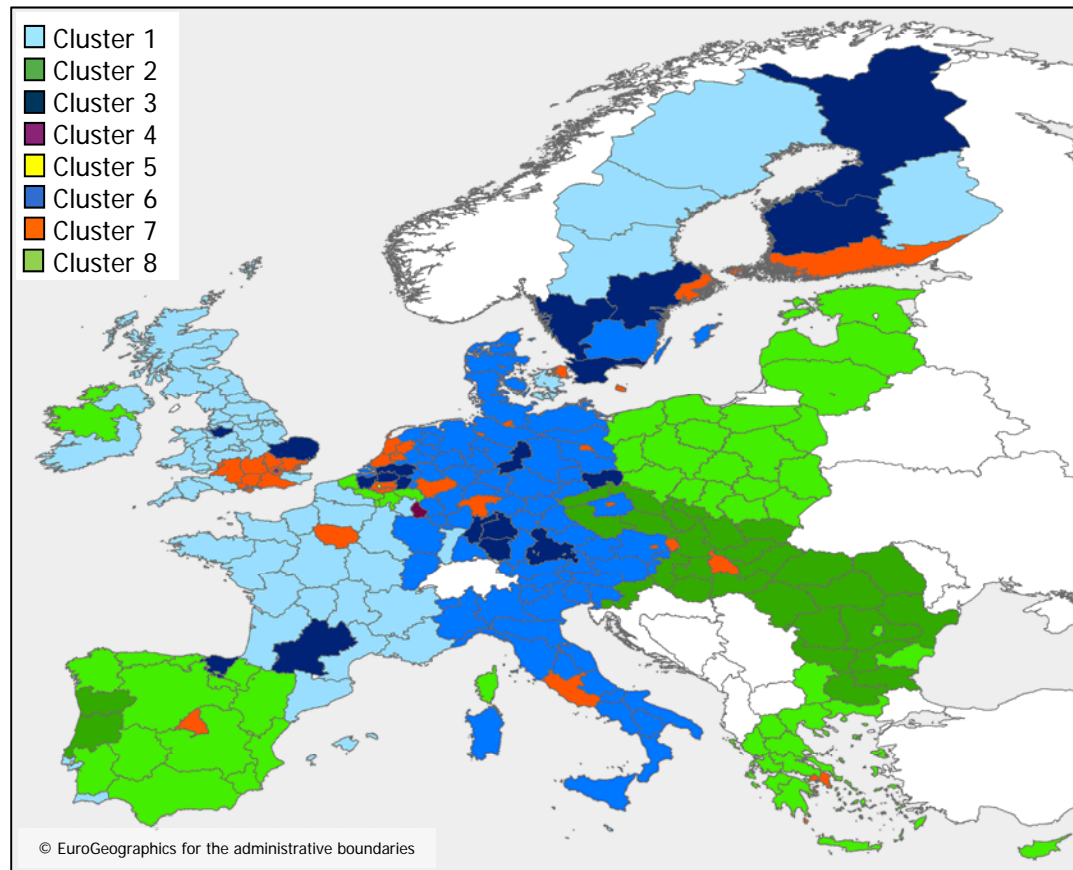 Cluster 1
Cluster 2
Cluster 3
Cluster 4
Cluster 5
Cluster 6
Cluster 7
Cluster 8
© EuroGeographics for the administrative boundaries